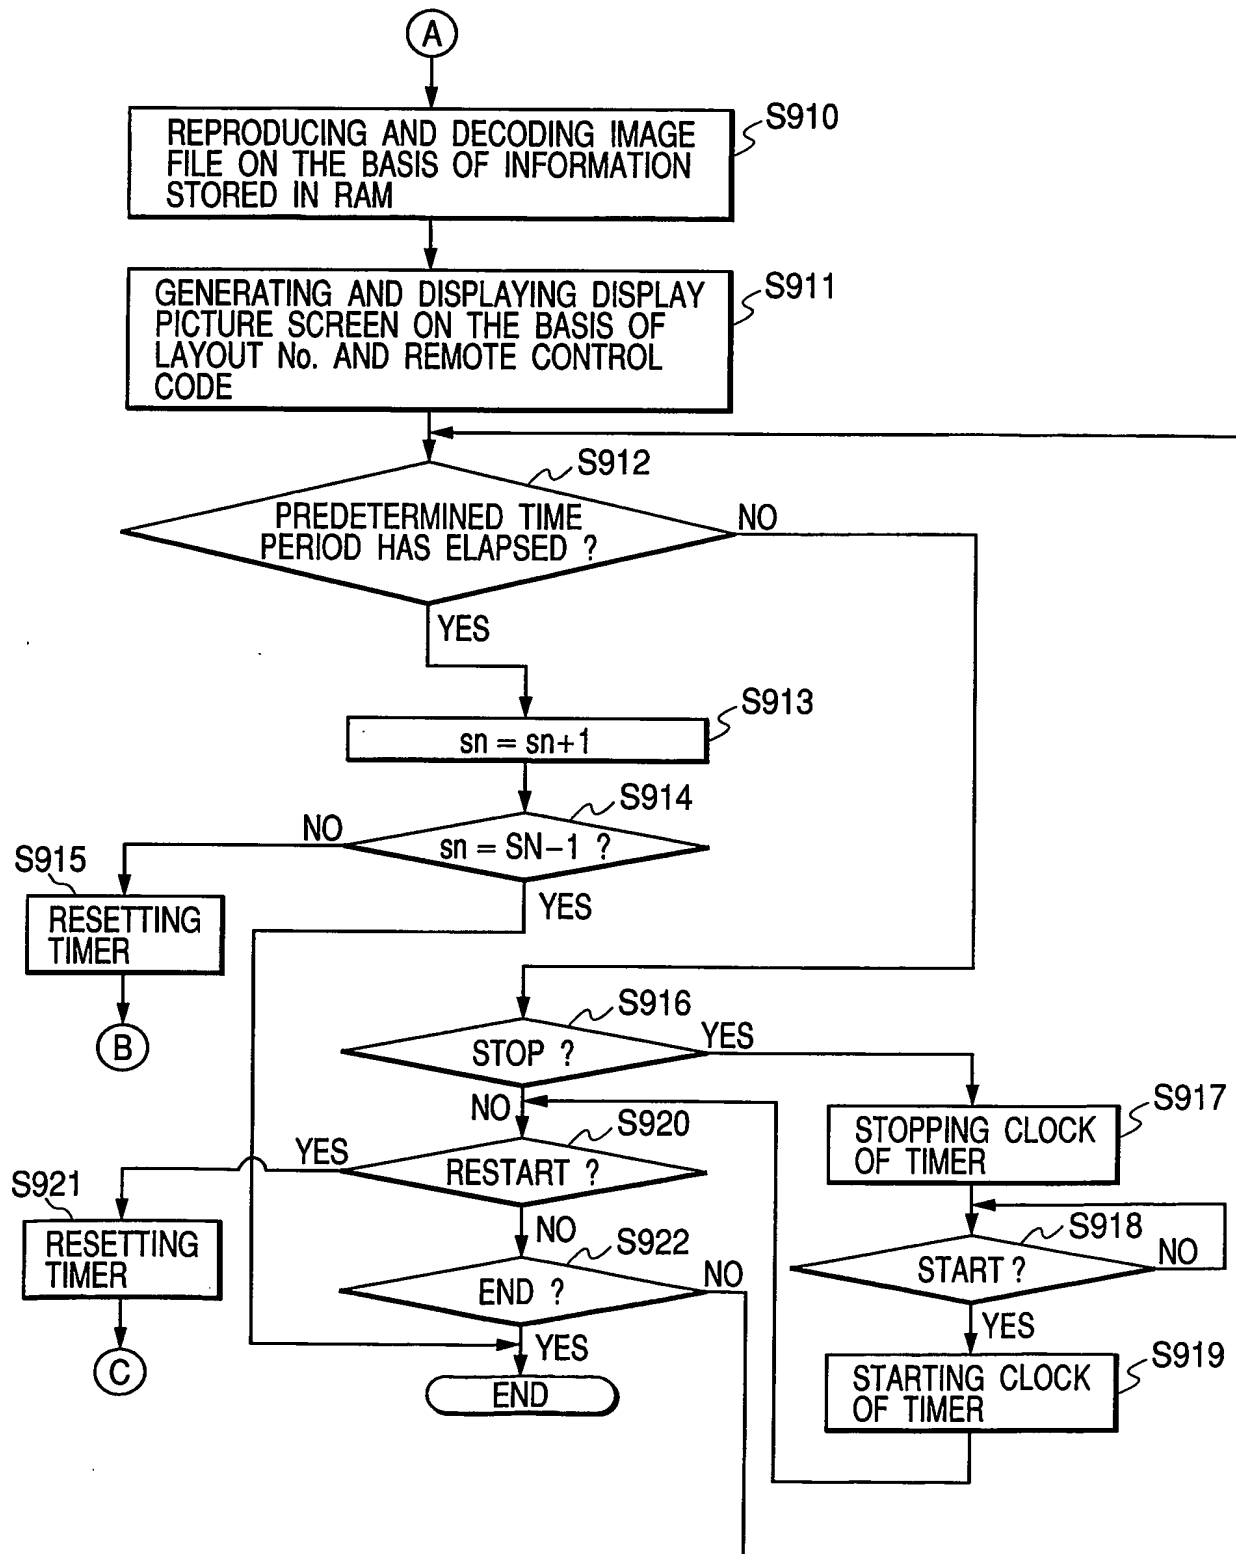 A
S910
REPRODUCING AND DECODING IMAGE
FILE ON THE BASIS OF INFORMATION
STORED IN RAM
S911
GENERATING AND DISPLAYING DISPLAY
PICTURE SCREEN ON THE BASIS OF
LAYOUT No. AND REMOTE CONTROL
CODE
S912
PREDETERMINED TIME
PERIOD HAS ELAPSED ?
NO
YES
S913
sn = sn+1
S914
sn = SN-1 ?
NO
YES
S915
RESETTING
TIMER
B
S916
STOP ?
YES
NO
S917
STOPPING CLOCK
OF TIMER
S918
START ?
NO
YES
S919
STARTING CLOCK
OF TIMER
S920
RESTART ?
YES
NO
S921
RESETTING
TIMER
C
S922
END ?
NO
YES
END